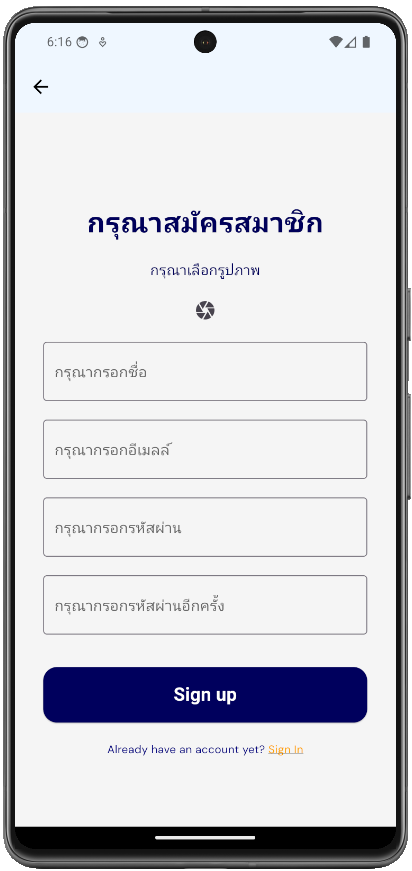 6:16
กรุณาสมัครสมาชิก
กรุณาเลือกรูปภาพ
กรุณากรอกชื่อ
กรุณากรอกอีเมลล์
กรุณากรอกรหัสผ่าน
กรุณากรอกรหัสผ่านอีกครั้ง
Sign up
Already have an account yet? Sign In